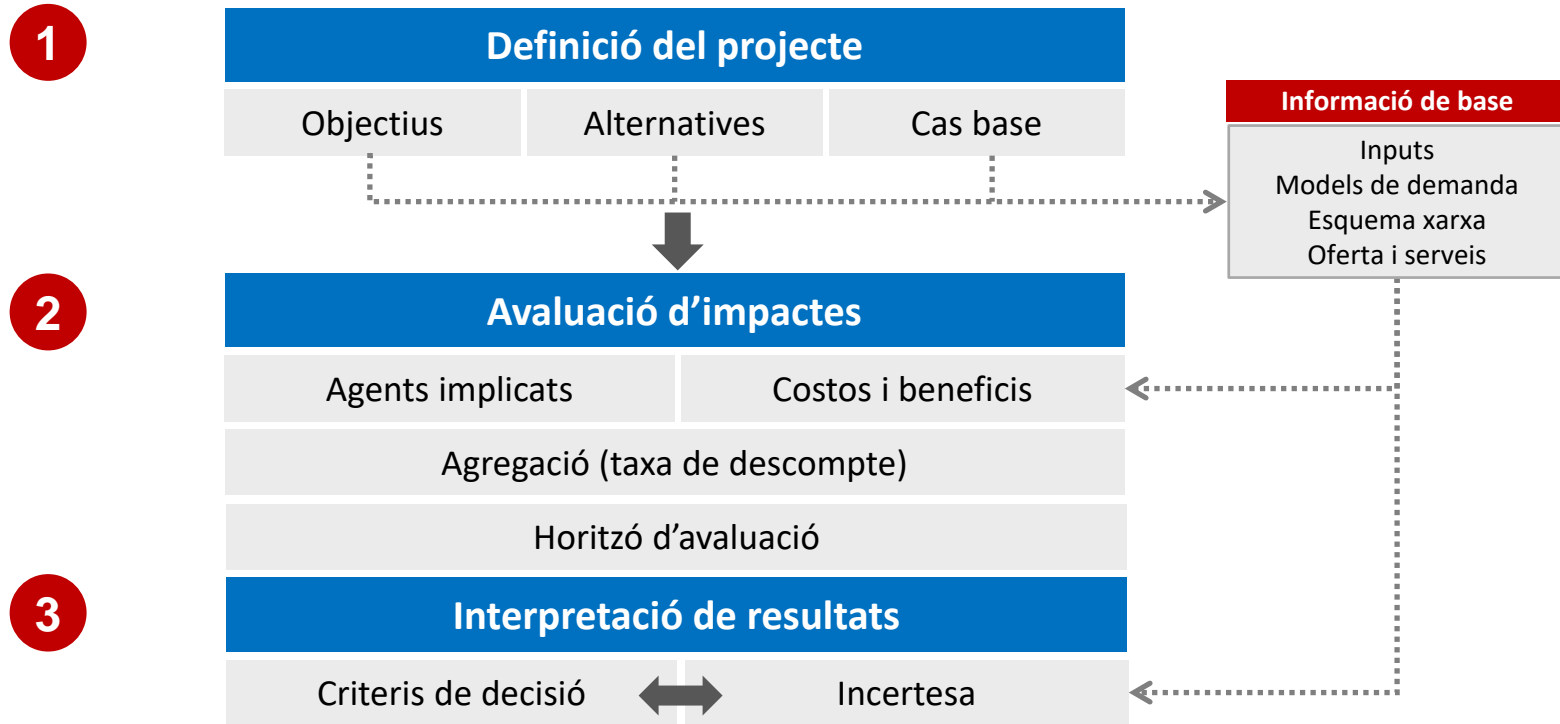 1
Definició del projecte
Objectius
Alternatives
Cas base
Informació de base
Inputs
Models de demanda
Esquema xarxa
Oferta i serveis
2
Avaluació d’impactes
Agents implicats
Costos i beneficis
Agregació (taxa de descompte)
Horitzó d’avaluació
3
Interpretació de resultats
Criteris de decisió
Incertesa